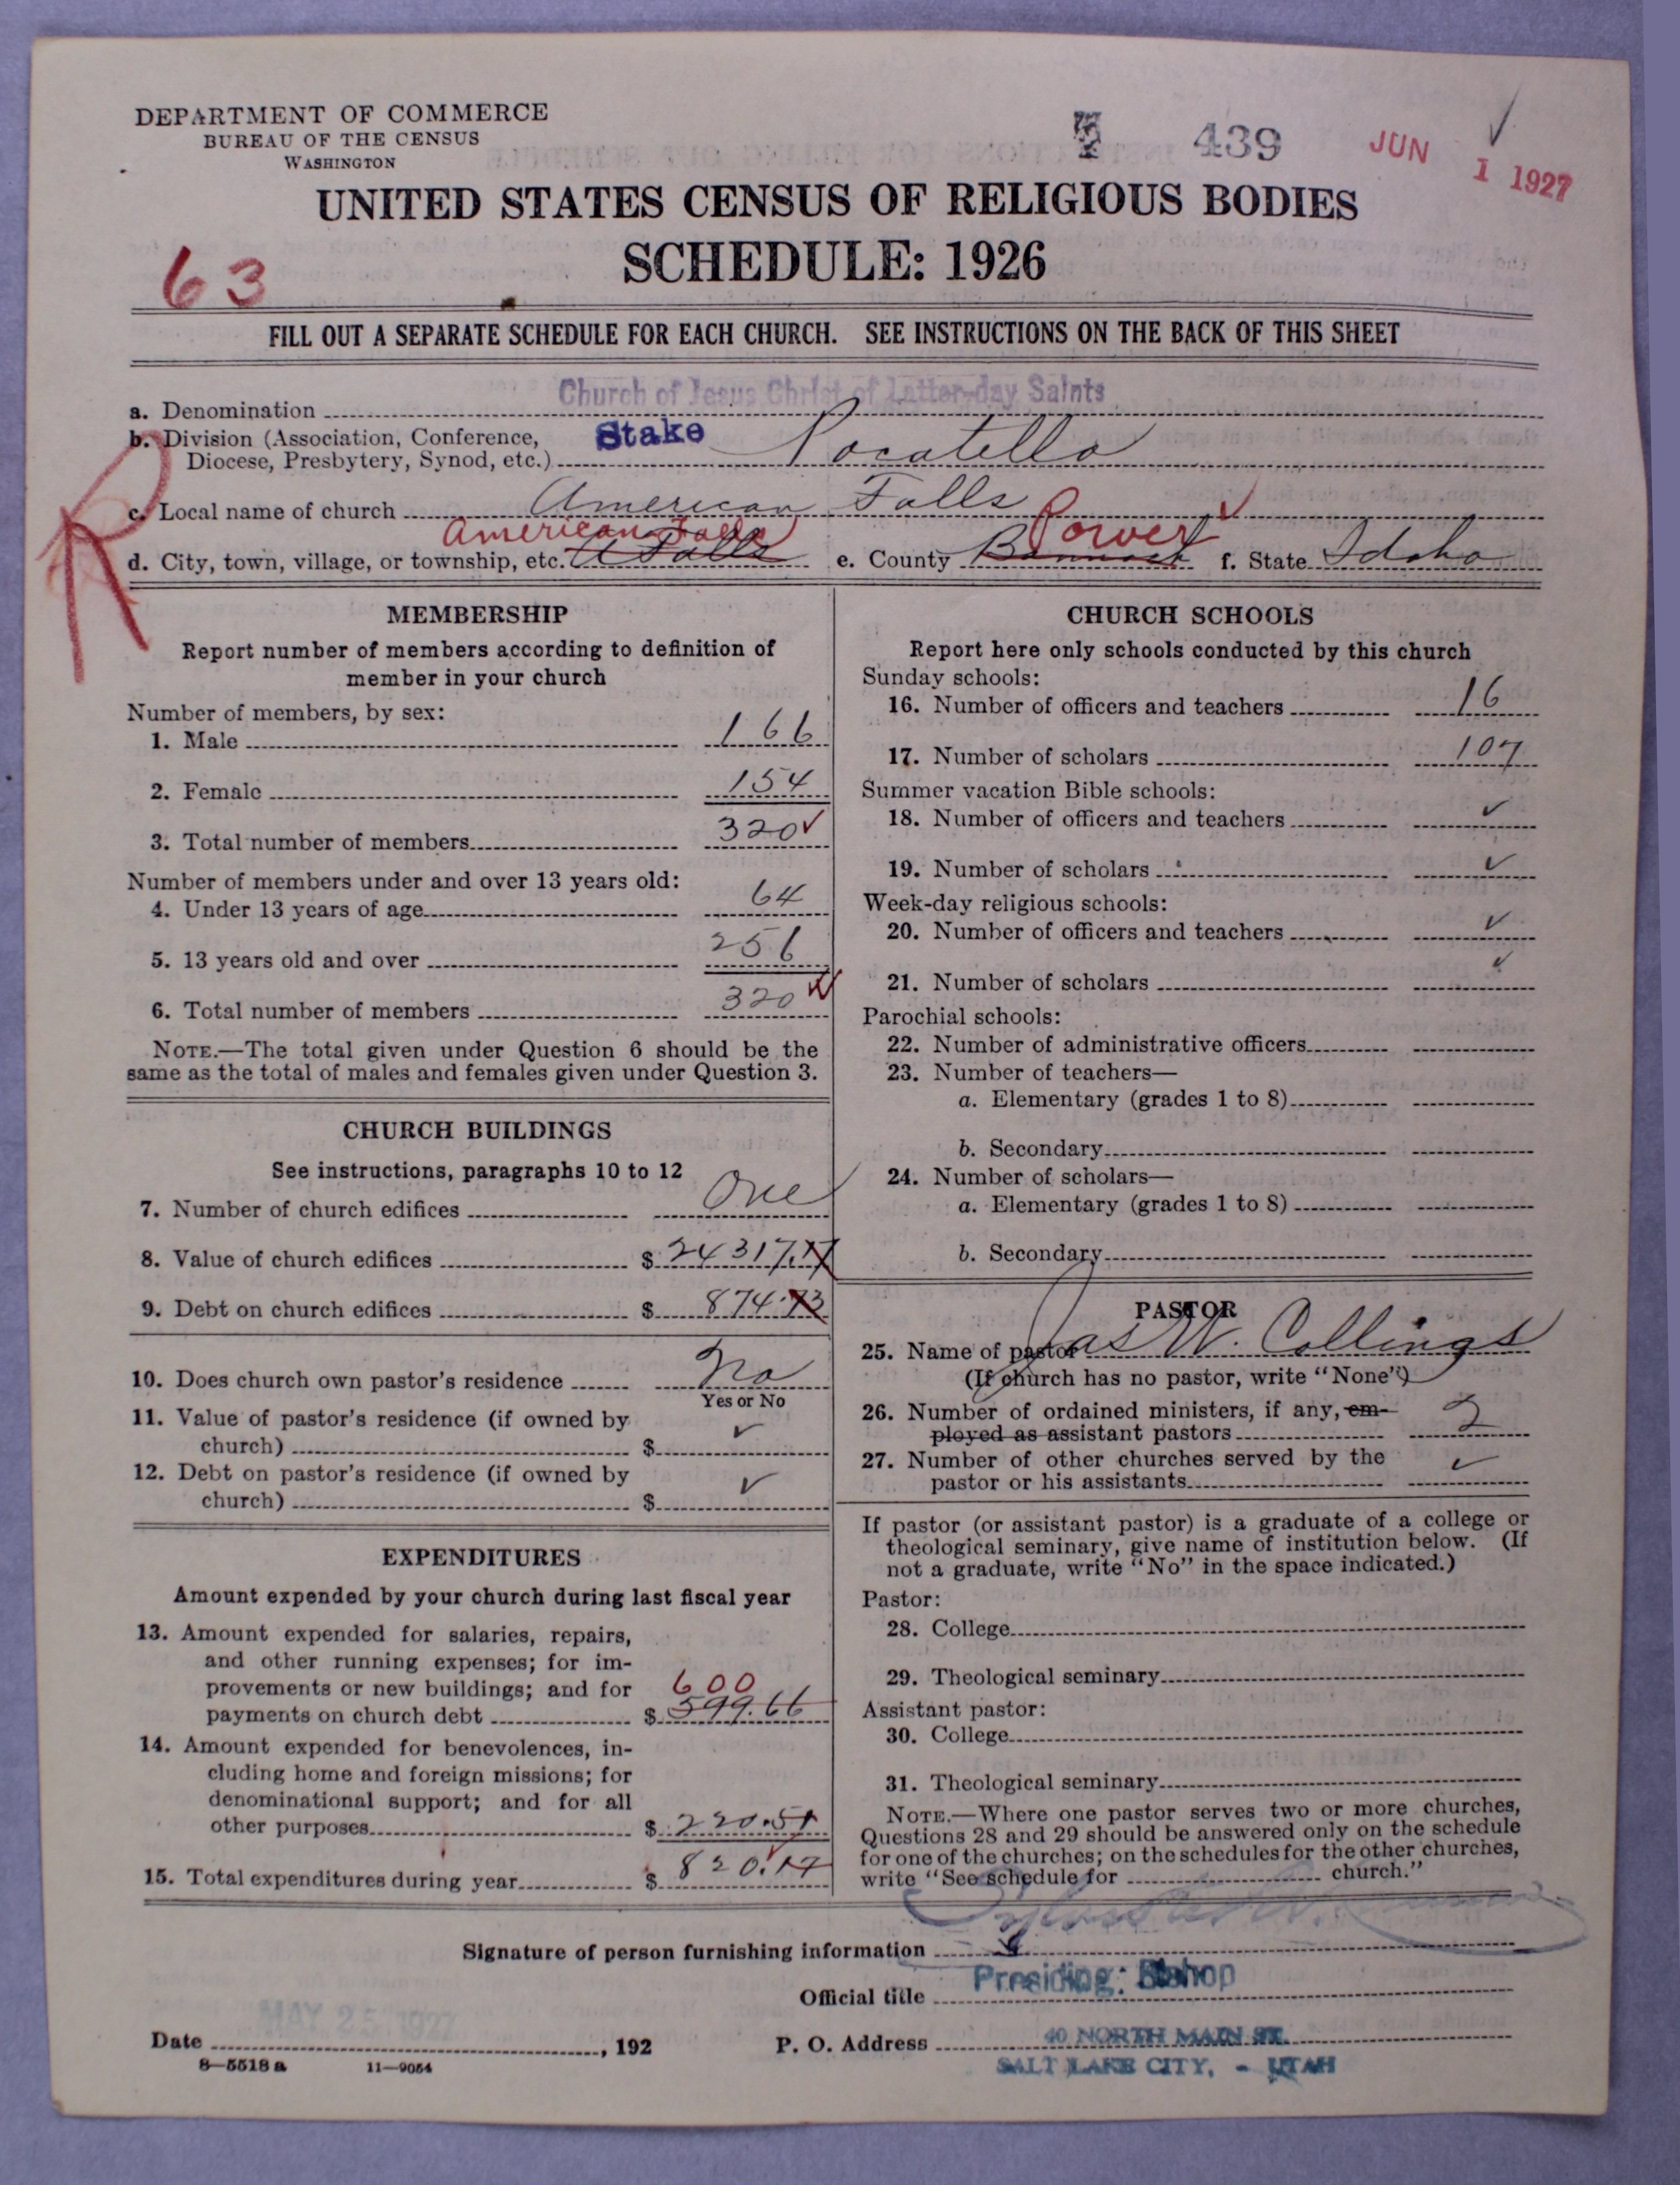 DEPARTMENT OF COMMERCE
BUREAU OF THE CENSUS
WASHINGTON
439
JUN 1 1927
UNITED STATES CENSUS OF RELIGIOUS BODIES
SCHEDULE: 1926
63
FILL OUT A SEPARATE SCHEDULE FOR EACH CHURCH. SEE INSTRUCTIONS ON THE BACK OF THIS SHEET
a. Denomination Church of Jesus Christ of Latter-day Saints
b. Division (Association, Conference, Diocese, Presbytery, Synod, etc.) Stake Pocatello
R
c. Local name of church American Falls
American Falls Power
d. City, town, village, or township, etc. A Falls e. County Bannock f. State Idaho
MEMBERSHIP
Report number of members according to definition of
member in your church
Number of members, by sex:
1. Male 166
2. Female 154
3. Total number of members 320
Number of members under and over 13 years old:
4. Under 13 years of age 64
5. 13 years old and over 256
6. Total number of members 320
NOTE.—The total given under Question 6 should be the
same as the total of males and females given under Question 3.
CHURCH BUILDINGS
See instructions, paragraphs 10 to 12
7. Number of church edifices One
8. Value of church edifices $ 24317.17
9. Debt on church edifices $ 874.73
10. Does church own pastor's residence No
Yes or No
11. Value of pastor's residence (if owned by
church) $ ✓
12. Debt on pastor's residence (if owned by
church) $ ✓
EXPENDITURES
Amount expended by your church during last fiscal year
13. Amount expended for salaries, repairs,
and other running expenses; for im-
provements or new buildings; and for 600
payments on church debt $ 599.66
14. Amount expended for benevolences, in-
cluding home and foreign missions; for
denominational support; and for all
other purposes $ 220.51
15. Total expenditures during year $ 820.17
CHURCH SCHOOLS
Report here only schools conducted by this church
Sunday schools:
16. Number of officers and teachers 16
17. Number of scholars 107
Summer vacation Bible schools:
18. Number of officers and teachers ✓
19. Number of scholars ✓
Week-day religious schools:
20. Number of officers and teachers ✓
21. Number of scholars ✓
Parochial schools:
22. Number of administrative officers
23. Number of teachers—
a. Elementary (grades 1 to 8)
b. Secondary
24. Number of scholars—
a. Elementary (grades 1 to 8)
b. Secondary
PASTOR
25. Name of pastor Jas W. Collings
(If church has no pastor, write "None")
26. Number of ordained ministers, if any, em-
ployed as assistant pastors 2
27. Number of other churches served by the
pastor or his assistants ✓
If pastor (or assistant pastor) is a graduate of a college or
theological seminary, give name of institution below. (If
not a graduate, write "No" in the space indicated.)
Pastor:
28. College
29. Theological seminary
Assistant pastor:
30. College
31. Theological seminary
NOTE.—Where one pastor serves two or more churches,
Questions 28 and 29 should be answered only on the schedule
for one of the churches; on the schedules for the other churches,
write "See schedule for church."
Signature of person furnishing information
Official title Presiding Bishop
MAY 25 1927
Date , 192 P. O. Address 40 NORTH MAIN ST.
8—5518 a 11—9054 SALT LAKE CITY, - UTAH